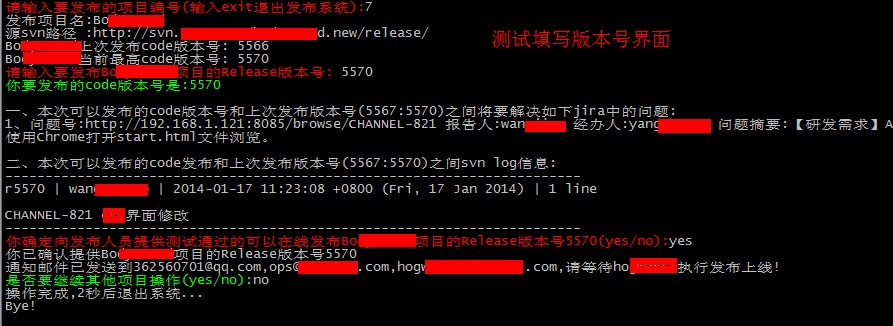 请输入要发布的项目编号(输入exit退出发布系统):7
发布项目名:Bo
源svn路径 :http://svn. d.new/release/
Bo 上次发布code版本号: 5566
Bo 当前最高code版本号: 5570
测试填写版本号界面
请输入要发布Bo 项目的Release版本号: 5570
你要发布的code版本号是:5570
一、本次可以发布的code版本号和上次发布版本号(5567:5570)之间将要解决如下jira中的问题:
1、问题号:http://192.168.1.121:8085/browse/CHANNEL-821 报告人:wan 经办人:yang 问题摘要:【研发需求】A
使用Chrome打开start.html文件浏览。
二、本次可以发布的code发布和上次发布版本号(5567:5570)之间svn log信息:
------------------------------------------------------------------------
r5570 | wang | 2014-01-17 11:23:08 +0800 (Fri, 17 Jan 2014) | 1 line
CHANNEL-821 界面修改
------------------------------------------------------------------------
你确定向发布人员提供测试通过的可以在线发布Bo 项目的Release版本号5570(yes/no):yes
你已确认提供Bo 项目的Release版本号5570
通知邮件已发送到362560701@qq.com,ops@ .com,hogw .com,请等待ho 执行发布上线!
是否要继续其他项目操作(yes/no):no
操作完成,2秒后退出系统...
Bye!